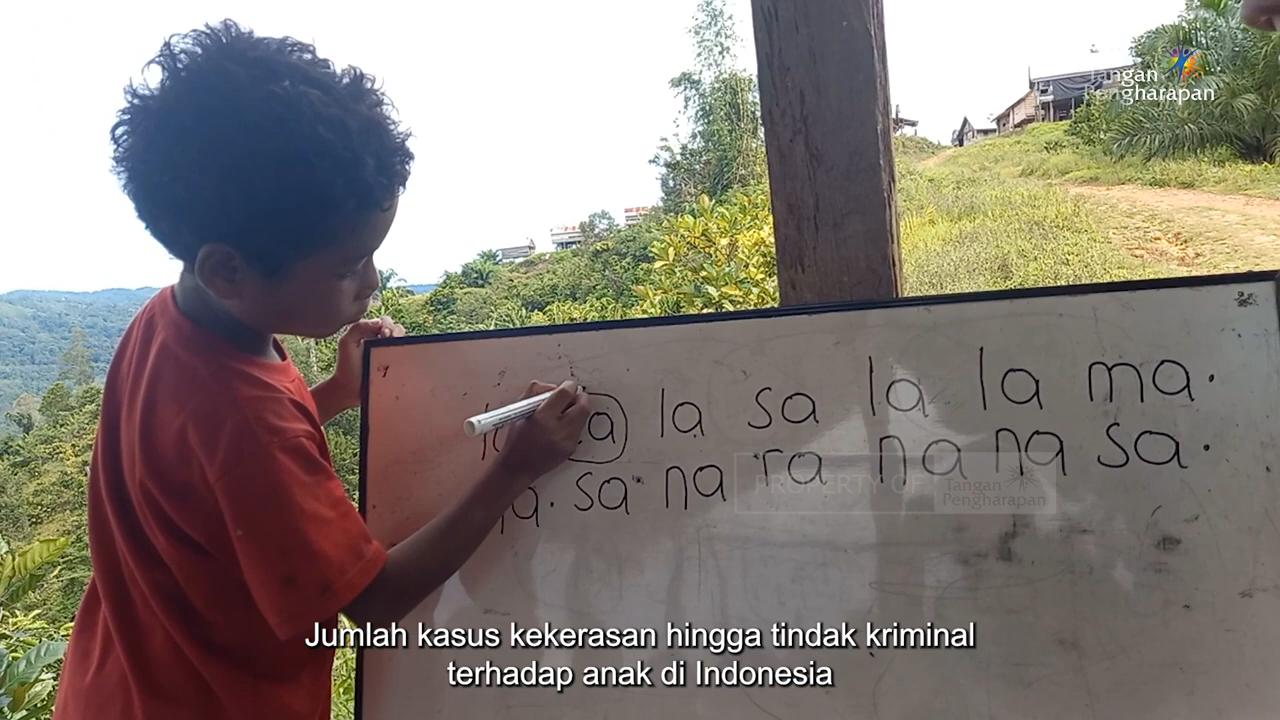 Tangan
Pengharapan
la sa la la ma.
sa na ra na na sa.
PROPERTY OF Tangan Pengharapan
Jumlah kasus kekerasan hingga tindak kriminal
terhadap anak di Indonesia